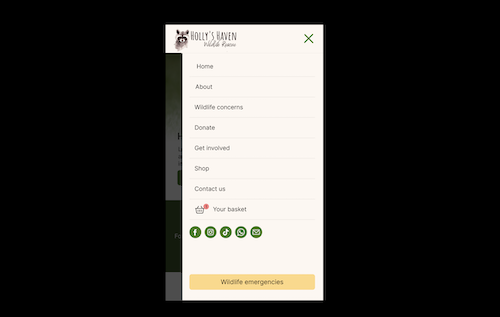 Holly's Haven
Wildlife Rescue
Home
About
Wildlife concerns
Donate
Get involved
Shop
Contact us
Your basket
Wildlife emergencies